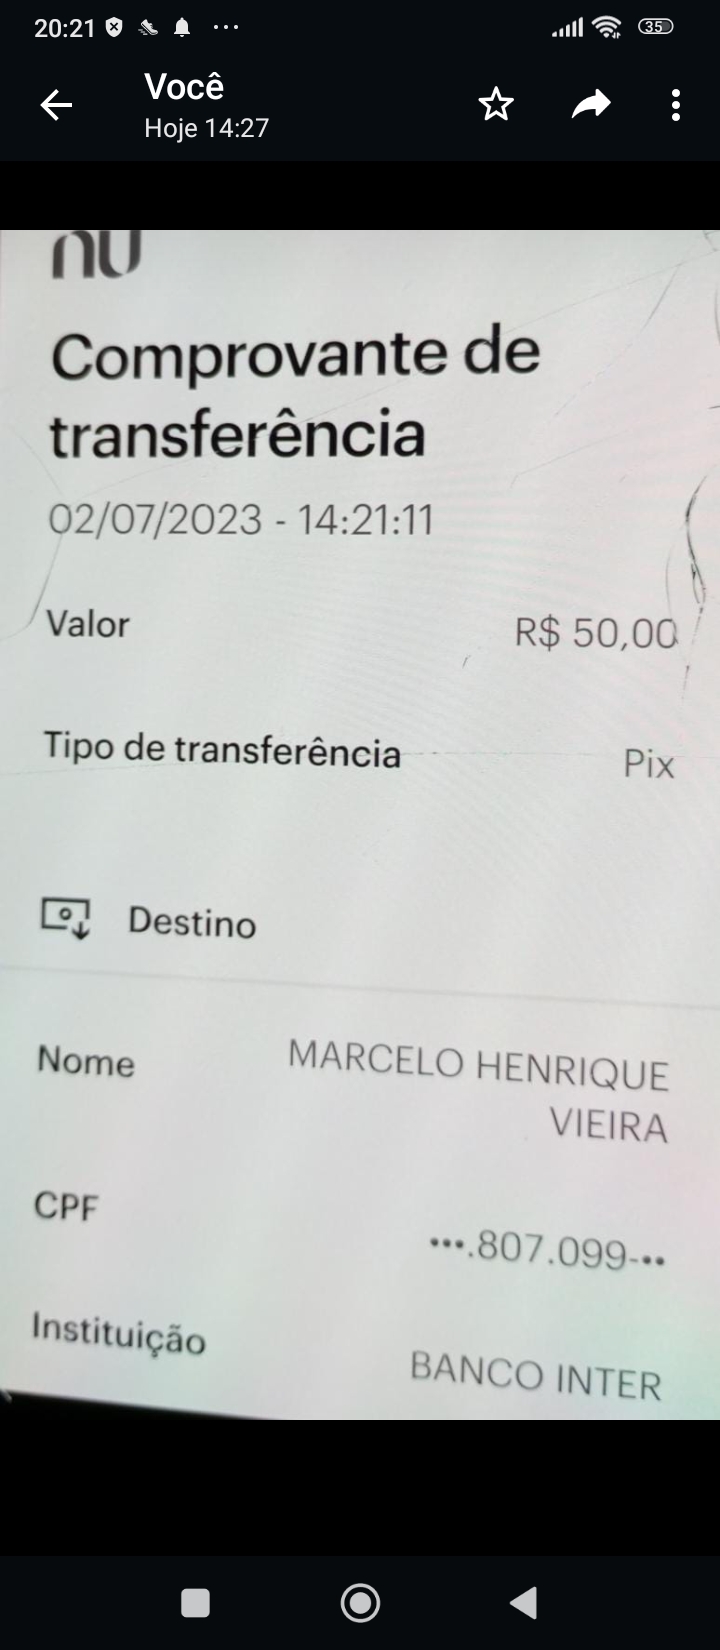 20:21
35
Você
Hoje 14:27
nu
Comprovante de
transferência
02/07/2023 - 14:21:11
Valor
R$ 50,00
Tipo de transferência
Pix
Destino
Nome
MARCELO HENRIQUE
VIEIRA
CPF
•••.807.099-••
Instituição
BANCO INTER